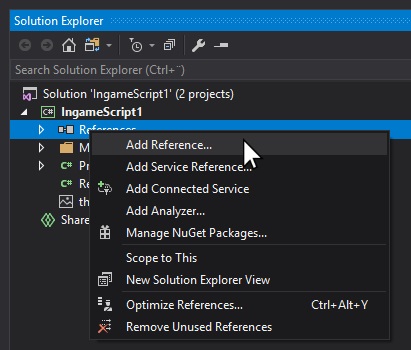 Solution Explorer
Search Solution Explorer (Ctrl+¨)
Solution 'IngameScript1' (2 projects)
C# IngameScript1
References
Add Reference...
Add Service Reference...
Add Connected Service
Add Analyzer...
Manage NuGet Packages...
Scope to This
New Solution Explorer View
Optimize References... Ctrl+Alt+Y
Remove Unused References
M
C# Pr
C# Re
th
Share